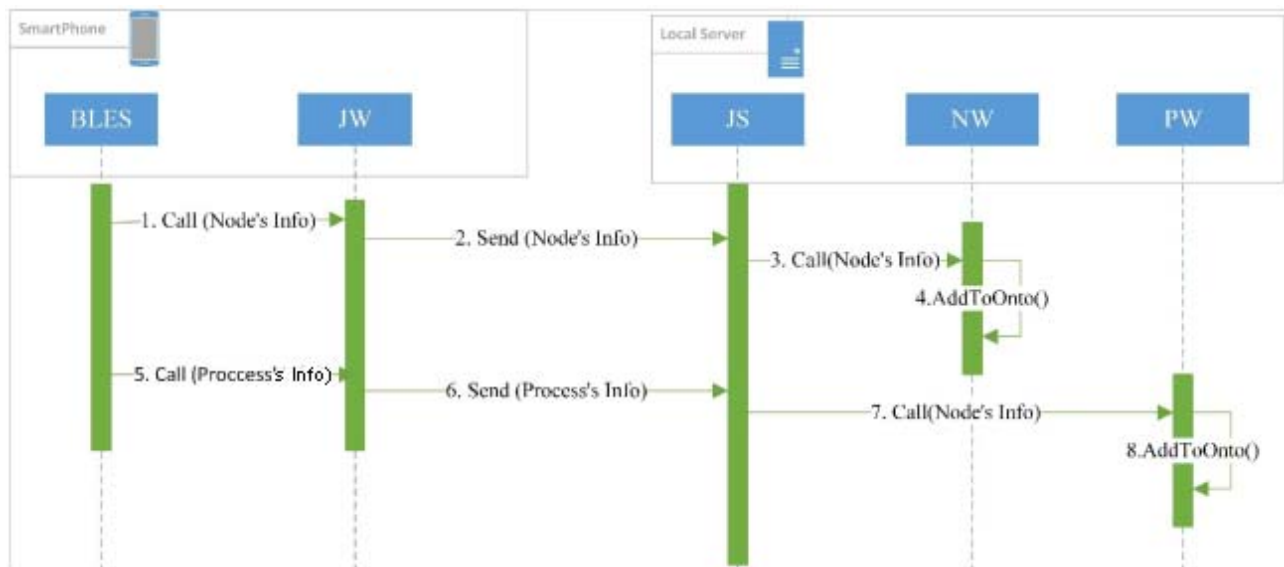 SmartPhone
Local Server
BLES
JW
JS
NW
PW
1. Call (Node's Info)
2. Send (Node's Info)
3. Call(Node's Info)
4.AddToOnto()
5. Call (Proccess's Info)
6. Send (Process's Info)
7. Call(Node's Info)
8.AddToOnto()